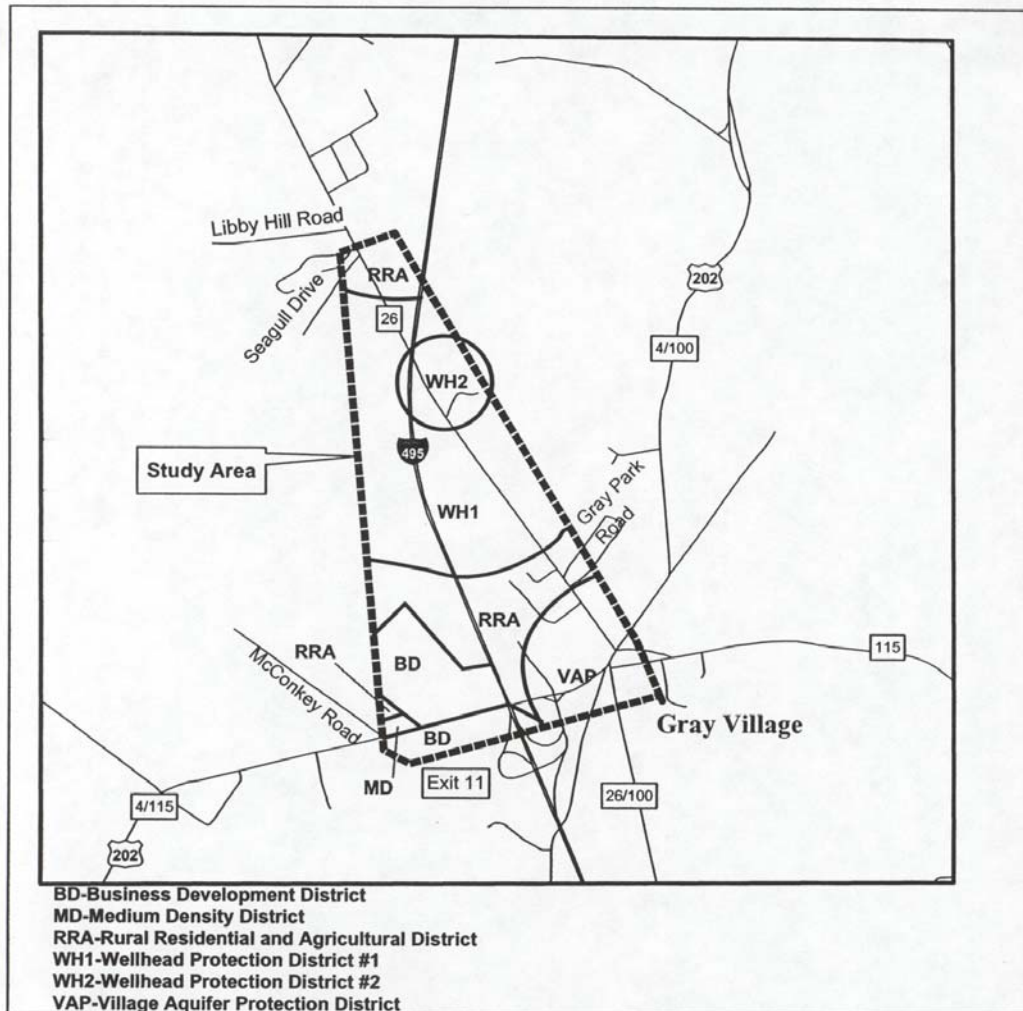 Libby Hill Road
RRA
Seagull Drive
26
202
4/100
WH2
495
Study Area
Gray Park
Road
WH1
RRA
RRA
McConkey Road
BD
VAP
115
Gray Village
BD
MD
Exit 11
26/100
4/115
202
BD-Business Development District
MD-Medium Density District
RRA-Rural Residential and Agricultural District
WH1-Wellhead Protection District #1
WH2-Wellhead Protection District #2
VAP-Village Aquifer Protection District